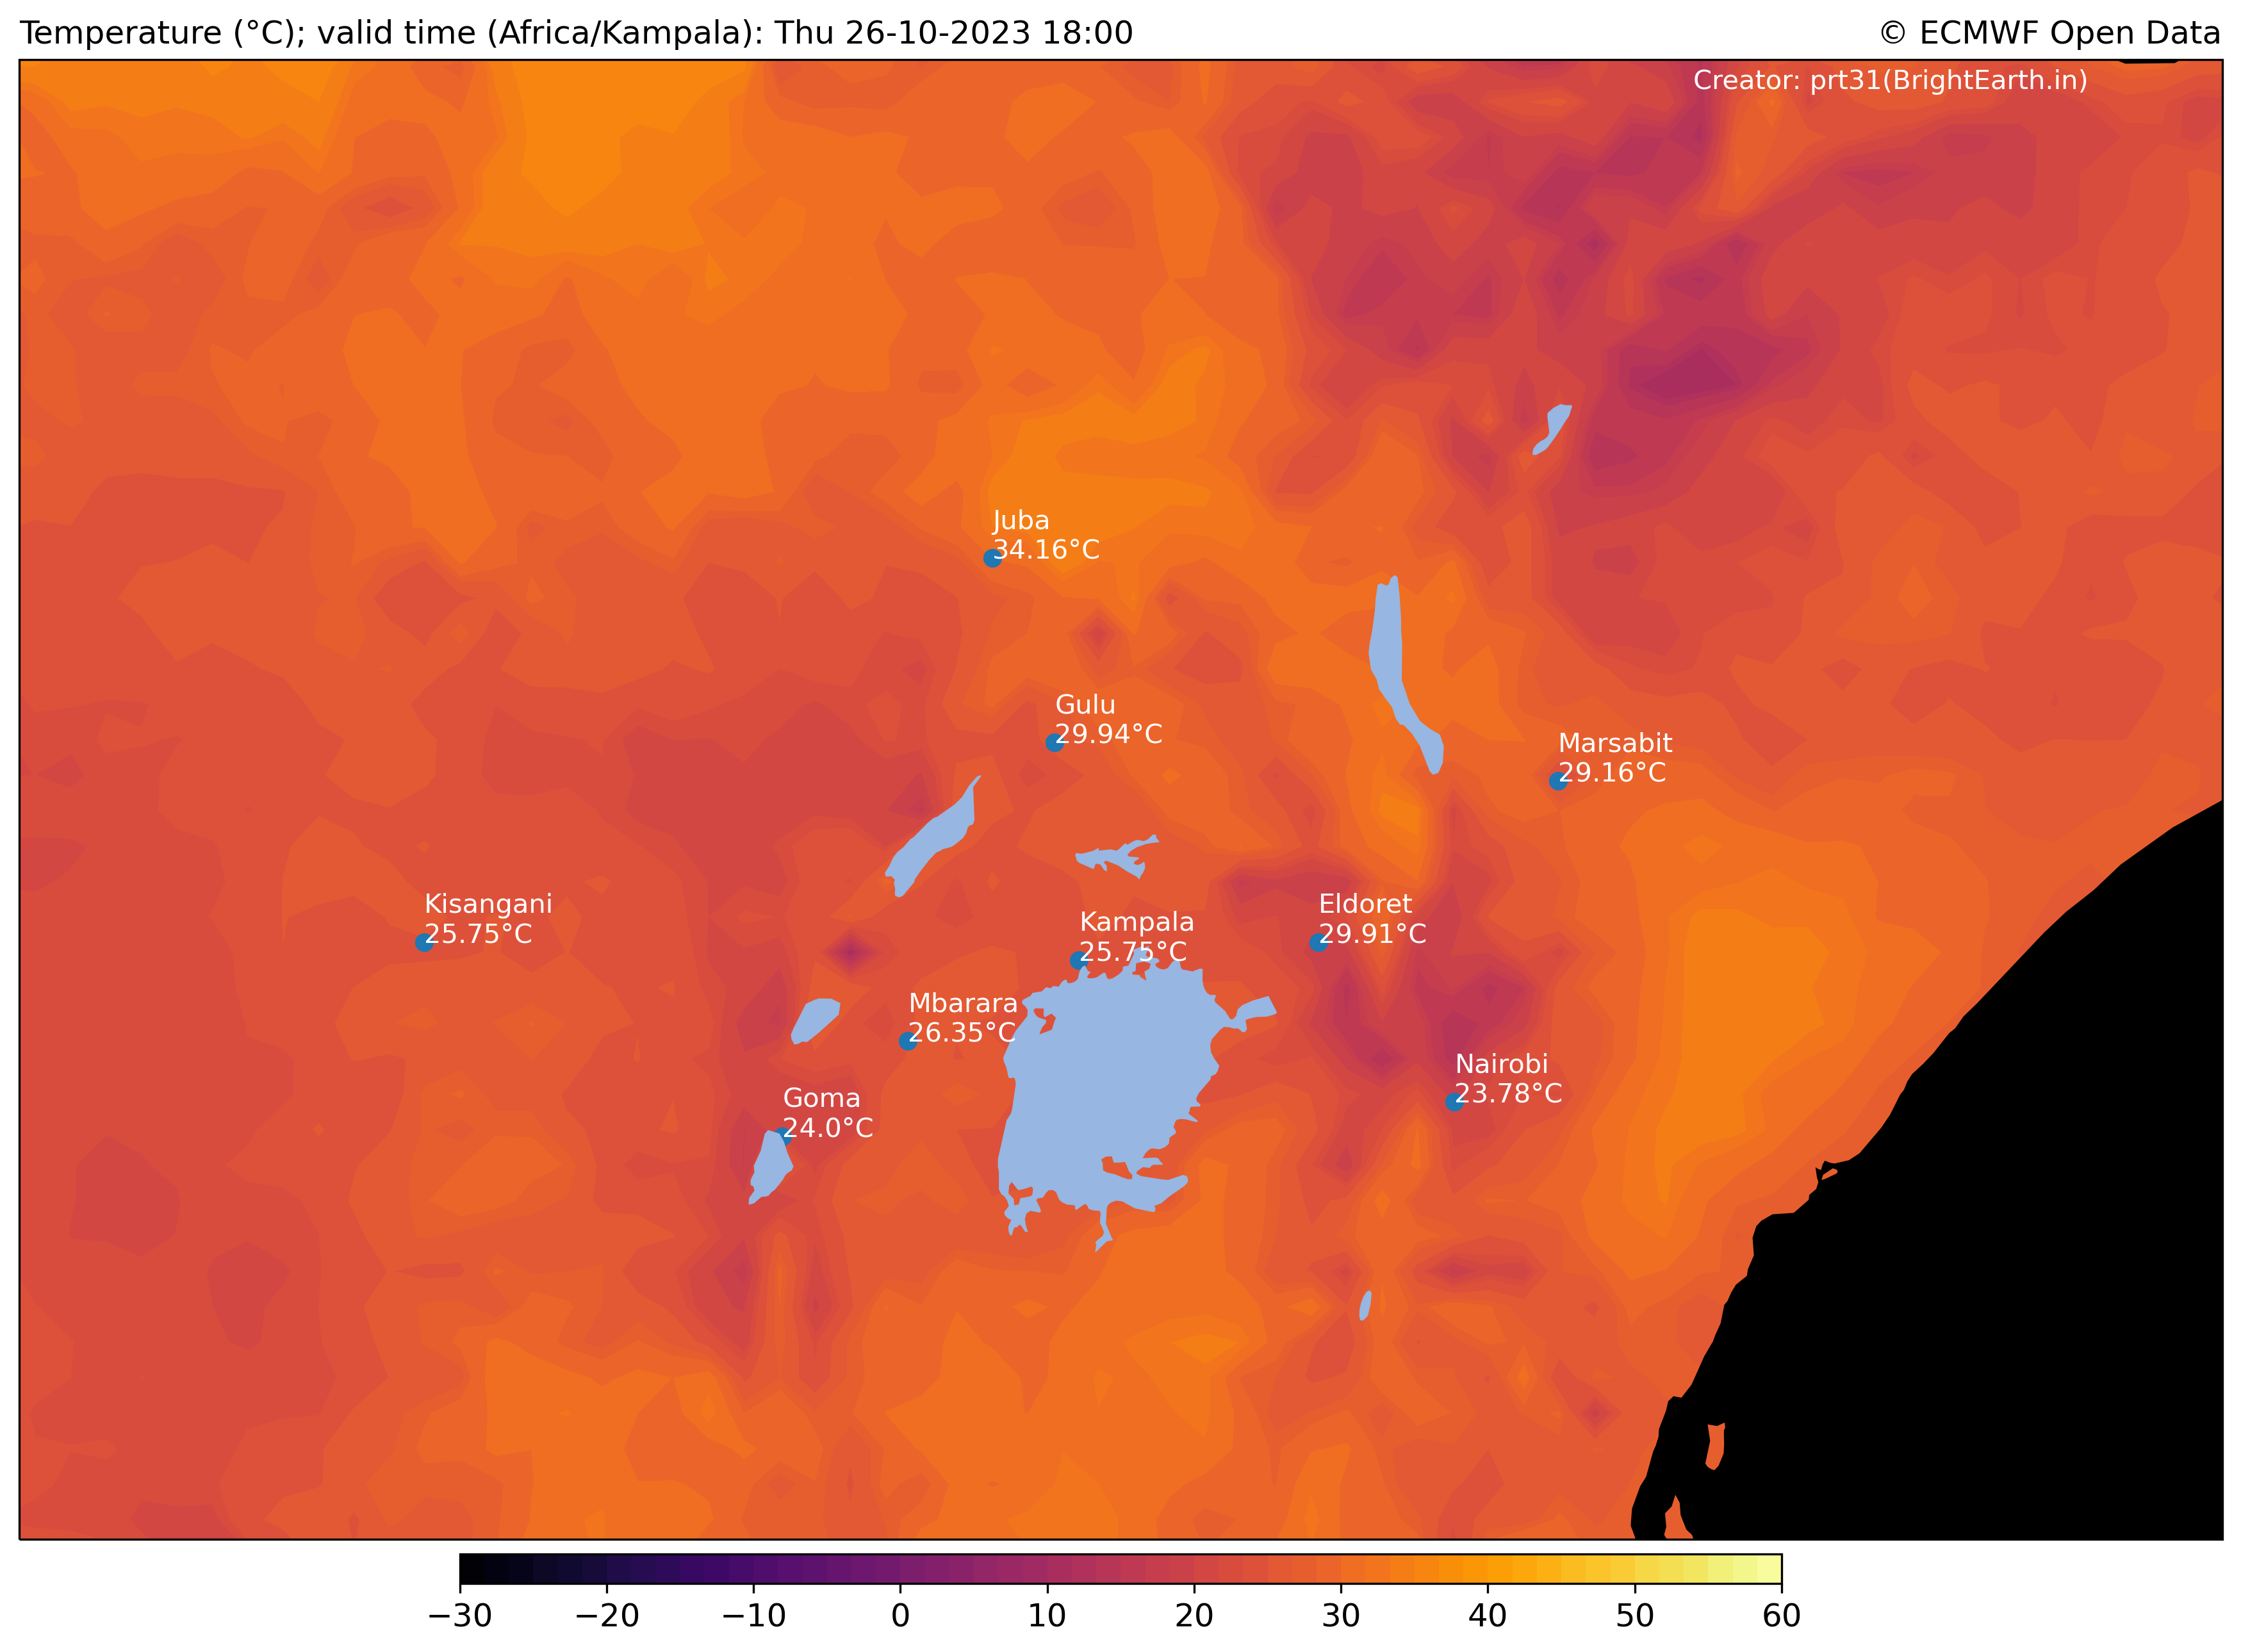 Temperature (°C); valid time (Africa/Kampala): Thu 26-10-2023 18:00
© ECMWF Open Data
Creator: prt31(BrightEarth.in)
Juba
34.16°C
Gulu
29.94°C
Marsabit
29.16°C
Kisangani
25.75°C
Eldoret
29.91°C
Kampala
25.75°C
Mbarara
26.35°C
Nairobi
23.78°C
Goma
24.0°C
−30 −20 −10 0 10 20 30 40 50 60